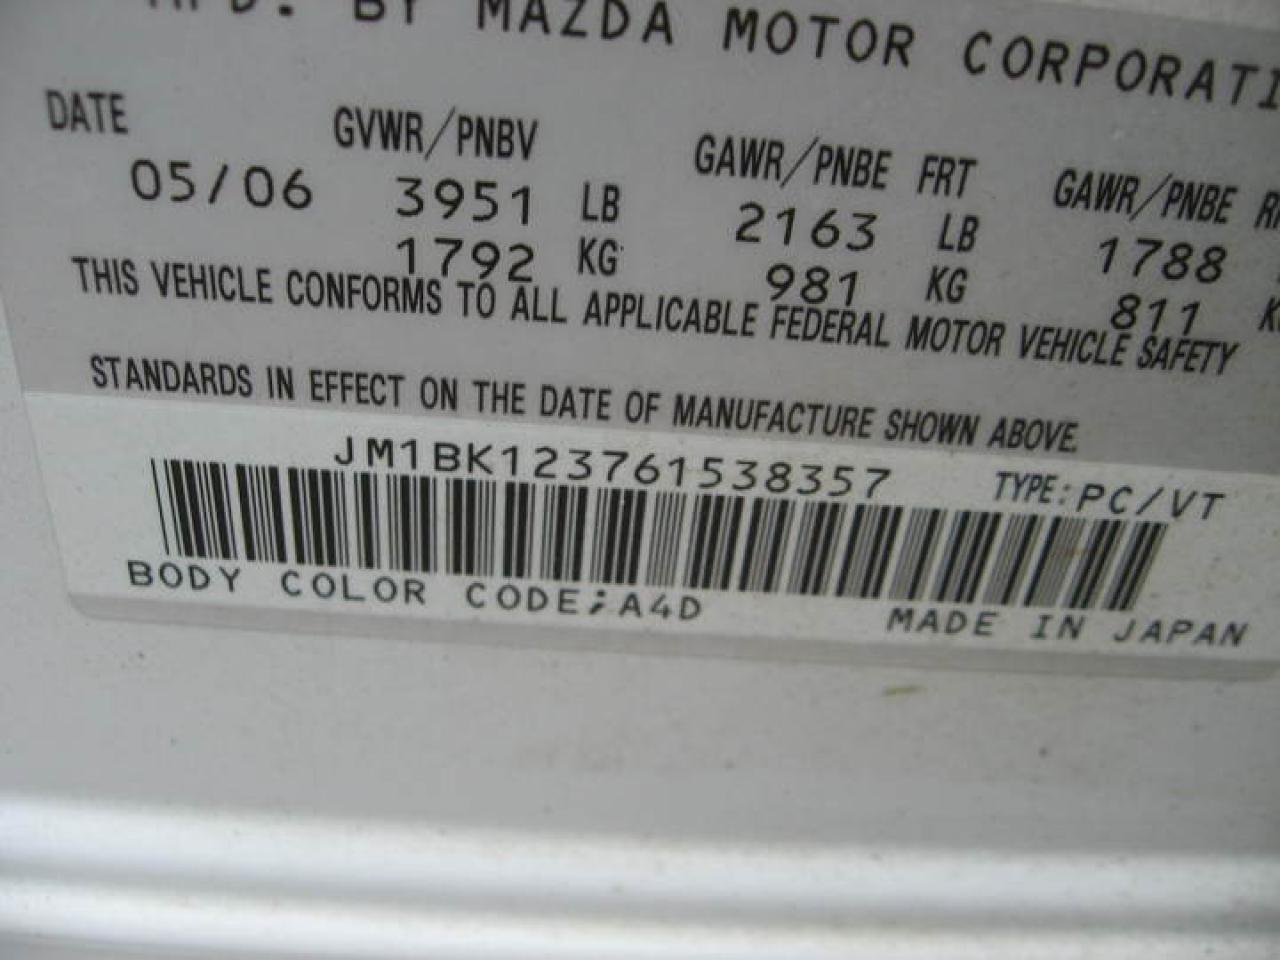 MFD. BY MAZDA MOTOR CORPORATI
DATE GVWR/PNBV GAWR/PNBE FRT GAWR/PNBE
05/06 3951 LB 2163 LB 1788
1792 KG 981 KG 811
THIS VEHICLE CONFORMS TO ALL APPLICABLE FEDERAL MOTOR VEHICLE SAFETY
STANDARDS IN EFFECT ON THE DATE OF MANUFACTURE SHOWN ABOVE.
JM1BK123761538357 TYPE:PC/VT
BODY COLOR CODE;A4D MADE IN JAPAN